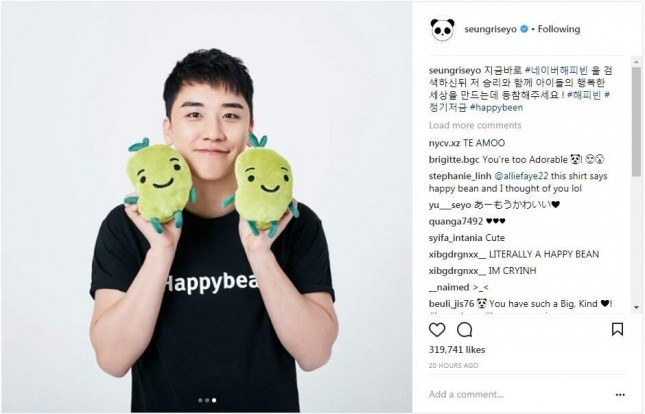 Happybea
seungriseyo • Following
seungriseyo 지금바로 #네이버해피빈 을 검
색하신뒤 저 승리와 함께 아이들의 행복한
세상을 만드는데 동참해주세요 ! #해피빈 #
정기저금 #happybeen
Load more comments
nycv.xz TE AMOO
brigitte.bgc You're too Adorable 🐼! 😍😲
stephanie_linh @alliefaye22 this shirt says
happy bean and I thought of you lol
yu___seyo あーもうかわいい❤
quanga7492 ♥♥♥
syifa_intania Cute
xibgdrgnxx__ LITERALLY A HAPPY BEAN
xibgdrgnxx__ IM CRYINH
__naimed >_<
beuli_jis76 🐼 You have such a Big, Kind ❤!
319,741 likes
20 HOURS AGO
Add a comment...